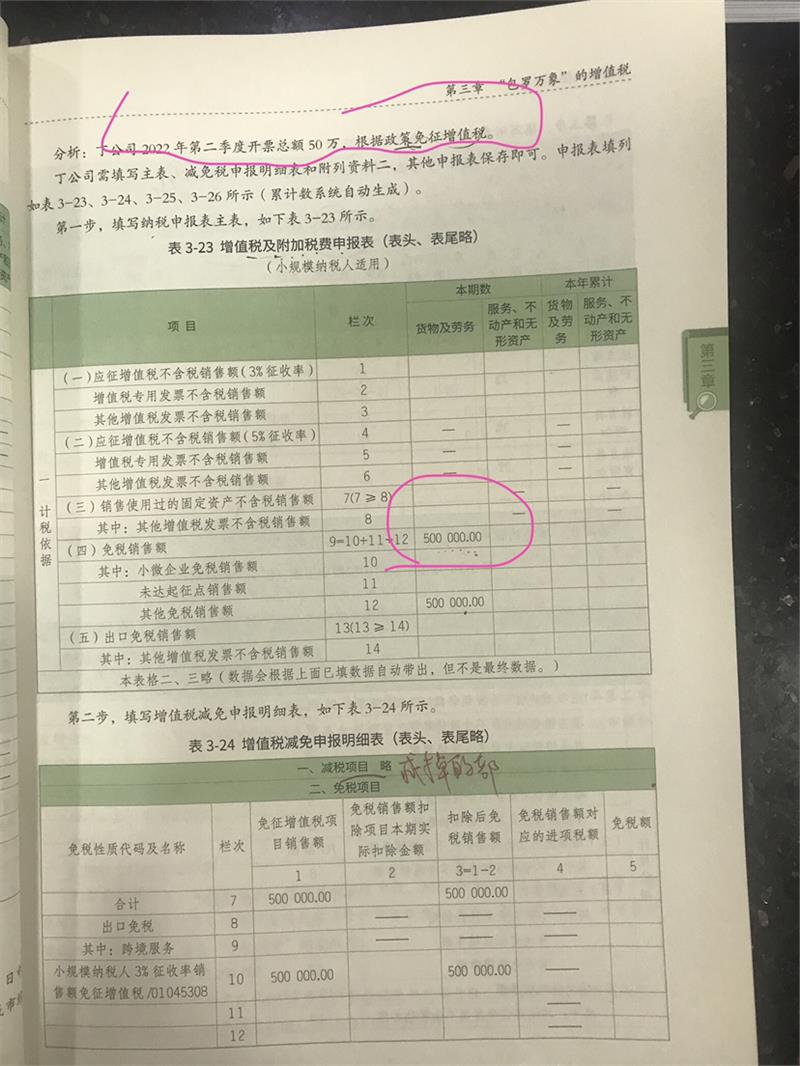 第三章 “包罗万象”的增值税
分析：丁公司2022年第二季度开票总额50万，根据政策免征增值税。
丁公司需填写主表、减免税申报明细表和附列资料二，其他申报表保存即可。申报表填列
如表3-23、3-24、3-25、3-26所示（累计数系统自动生成）。
第一步，填写纳税申报表主表，如下表3-23所示。
表3-23 增值税及附加税费申报表（表头、表尾略）
（小规模纳税人适用）
项 目 栏次 本期数 本年累计
货物及劳务 服务、不动产和无形资产 货物及劳务 服务、不动产和无形资产
一 计税依据
（一）应征增值税不含税销售额（3%征收率） 1
增值税专用发票不含税销售额 2
其他增值税发票不含税销售额 3
（二）应征增值税不含税销售额（5%征收率） 4 — —
增值税专用发票不含税销售额 5 — —
其他增值税发票不含税销售额 6 — —
（三）销售使用过的固定资产不含税销售额 7(7≥8) — —
其中：其他增值税发票不含税销售额 8 — —
（四）免税销售额 9=10+11+12 500 000.00
其中：小微企业免税销售额 10
未达起征点销售额 11
其他免税销售额 12 500 000.00
（五）出口免税销售额 13(13≥14)
其中：其他增值税发票不含税销售额 14
本表格二、三略（数据会根据上面已填数据自动带出，但不是最终数据。）
第三章
第二步，填写增值税减免申报明细表，如下表3-24所示。
表3-24 增值税减免申报明细表（表头、表尾略）
一、减税项目 略
二、免税项目
免税性质代码及名称 栏次 免征增值税项目销售额 免税销售额扣除项目本期实际扣除金额 扣除后免税销售额 免税销售额对应的进项税额 免税额
1 2 3=1-2 4 5
合计 7 500 000.00 500 000.00
出口免税 8 — —
其中：跨境服务 9 — —
小规模纳税人3%征收率销售额免征增值税/01045308 10 500 000.00 500 000.00 —
11 —
12 —